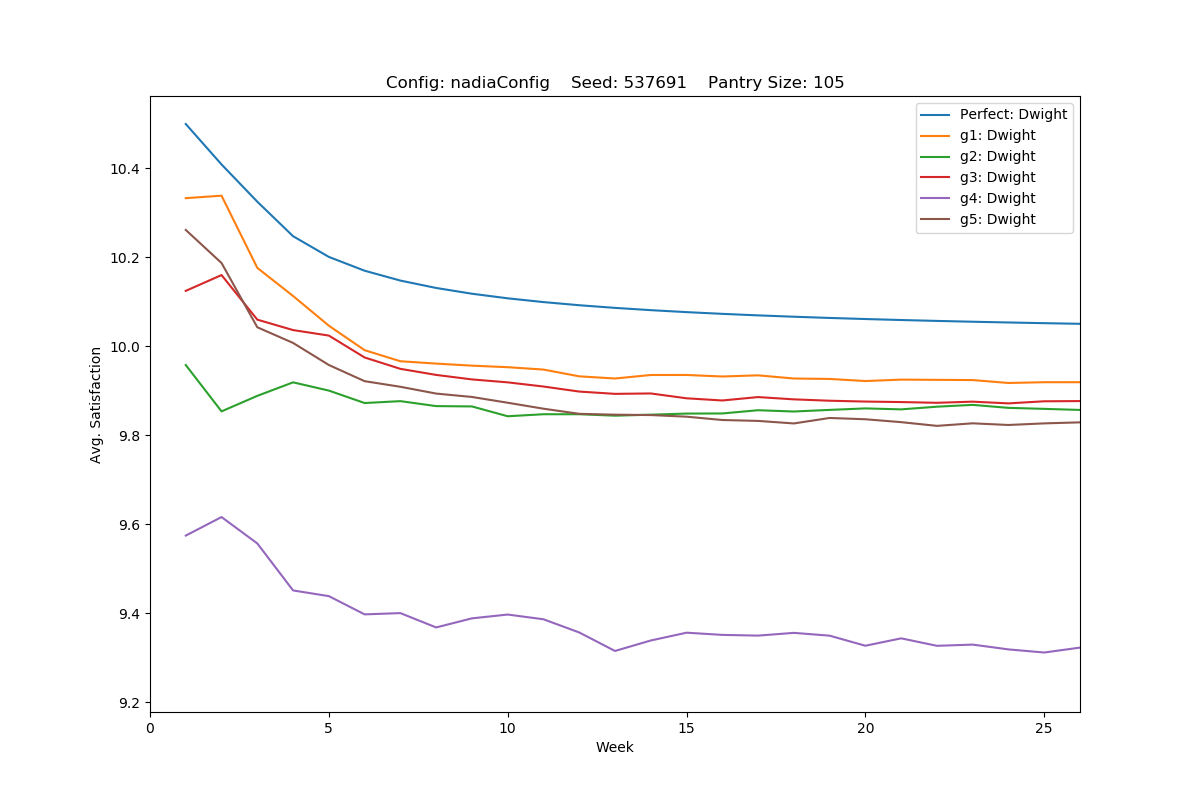 Config: nadiaConfig    Seed: 537691    Pantry Size: 105
Perfect: Dwight
g1: Dwight
g2: Dwight
g3: Dwight
g4: Dwight
g5: Dwight
Avg. Satisfaction
10.4
10.2
10.0
9.8
9.6
9.4
9.2
0 5 10 15 20 25
Week